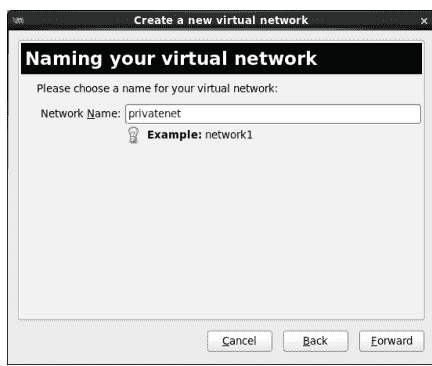 Create a new virtual network
Naming your virtual network
Please choose a name for your virtual network:
Network Name: privatenet
Example: network1
Cancel Back Forward